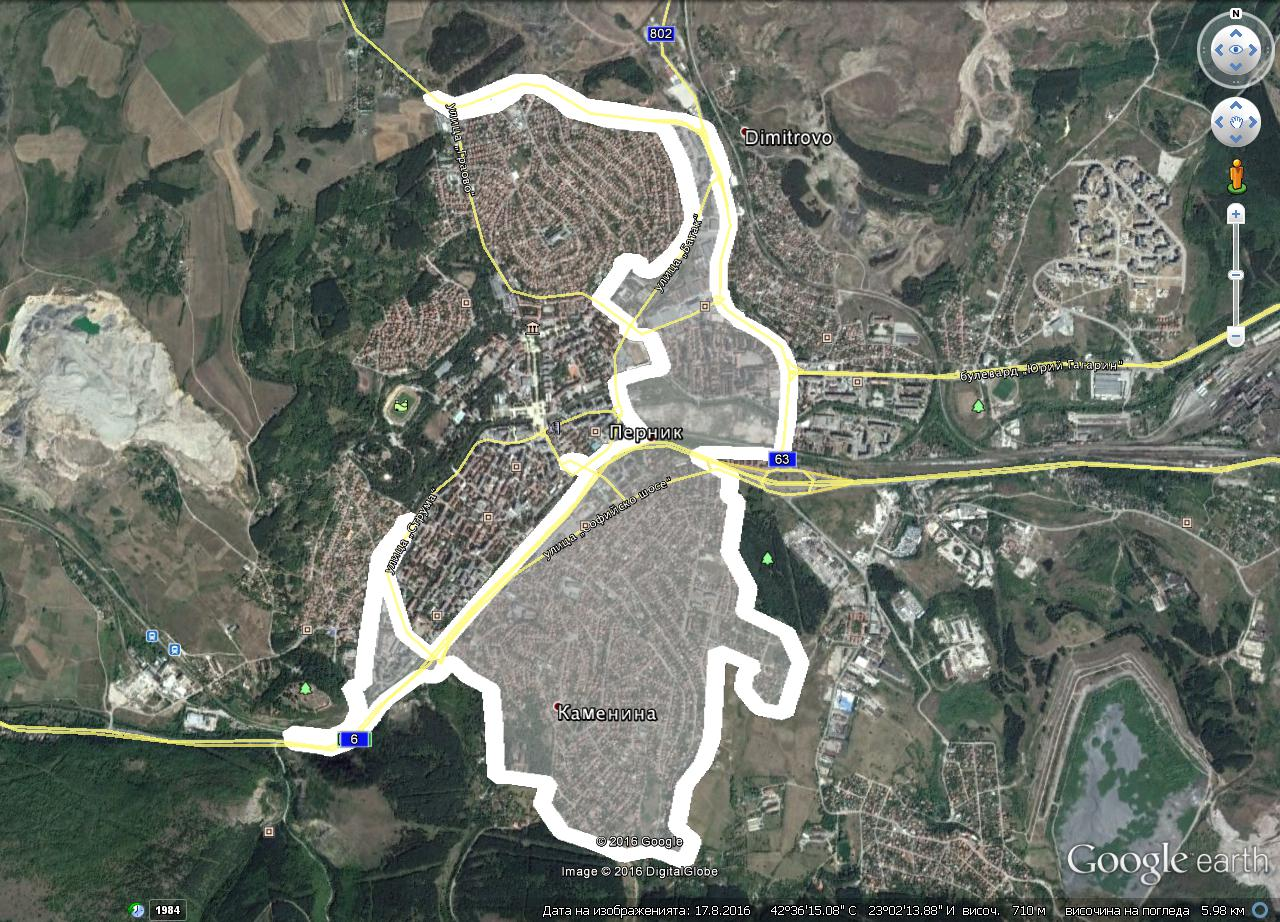 N
802
улица „Граово“
Dimitrovo
улица „Батак“
булевард „Юрий Гагарин“
Перник
63
улица „Струма“
улица „Софийско шосе“
Каменина
6
© 2016 Google
Image © 2016 DigitalGlobe
Google earth
1984
Дата на изображенията: 17.8.2016 42°36'15.08" С 23°02'13.88" И височ. 710 м височина на погледа 5.98 км